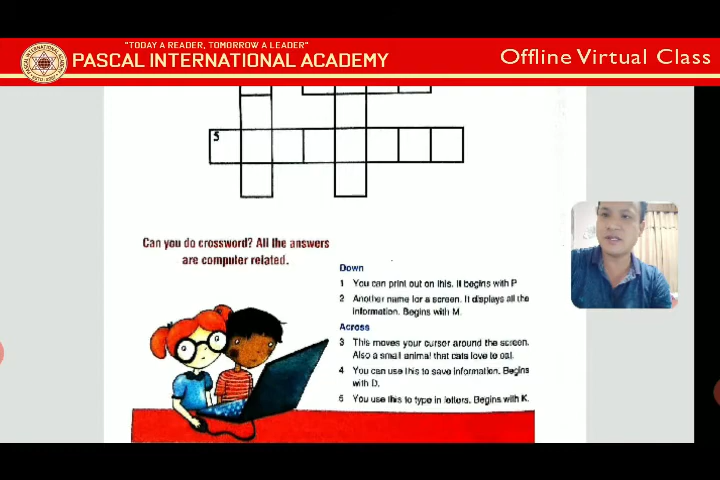 "TODAY A READER, TOMORROW A LEADER"
PASCAL INTERNATIONAL ACADEMY
Offline Virtual Class
5
Can you do crossword? All the answers
are computer related.
Down
1 You can print out on this. It begins with P
2 Another name for a screen. It displays all the
information. Begins with M.
Across
3 This moves your cursor around the screen.
Also a small animal that cats love to eat.
4 You can use this to save information. Begins
with D.
5 You use this to type in letters. Begins with K.